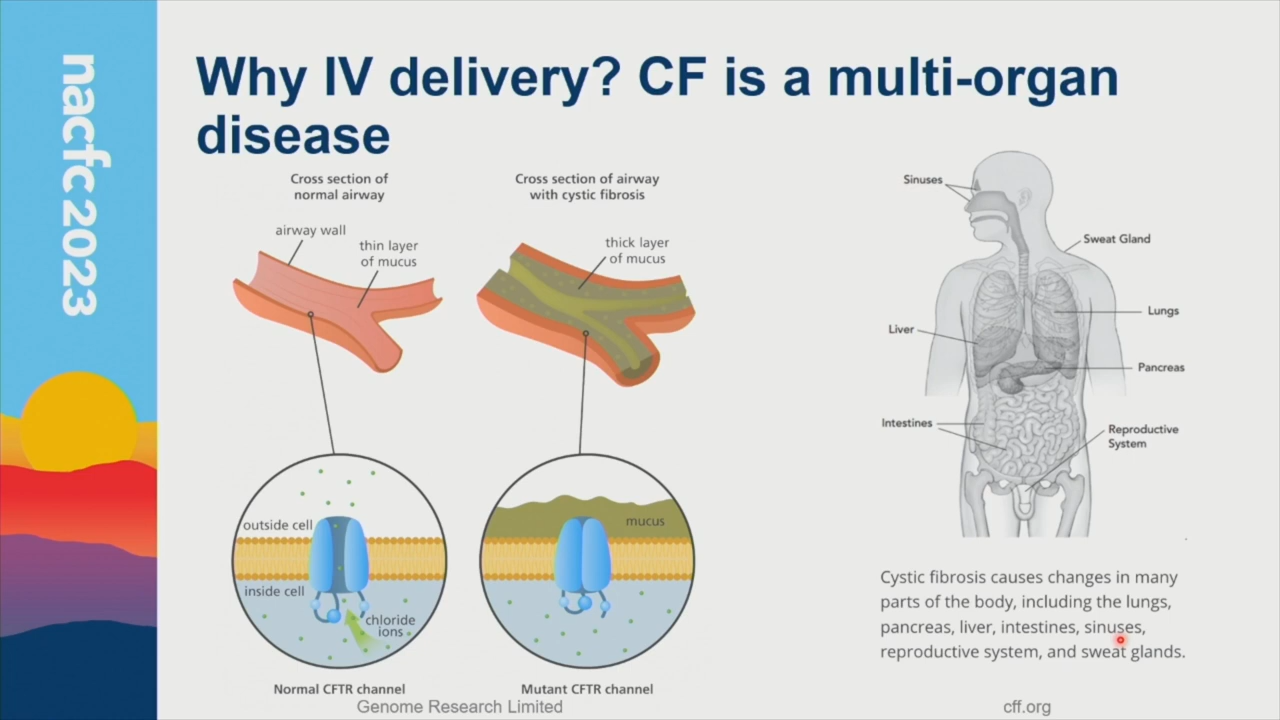 nacfc 2023
Why IV delivery? CF is a multi-organ
disease
Cross section of
normal airway
airway wall
thin layer
of mucus
Cross section of airway
with cystic fibrosis
thick layer
of mucus
outside cell
inside cell
chloride
ions
Normal CFTR channel
mucus
Mutant CFTR channel
Genome Research Limited
Sinuses
Sweat Gland
Lungs
Liver
Pancreas
Intestines
Reproductive
System
Cystic fibrosis causes changes in many
parts of the body, including the lungs,
pancreas, liver, intestines, sinuses,
reproductive system, and sweat glands.
cff.org